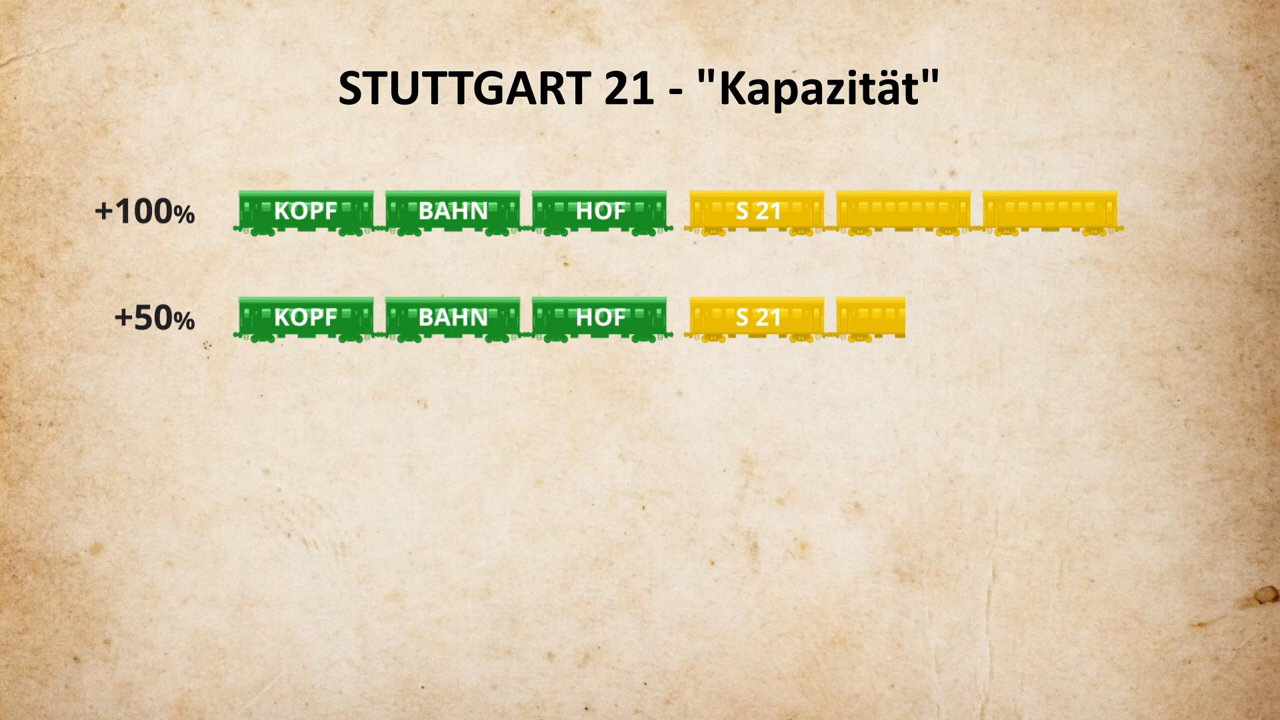 STUTTGART 21 - "Kapazität"
+100% KOPF BAHN HOF S 21
+50% KOPF BAHN HOF S 21